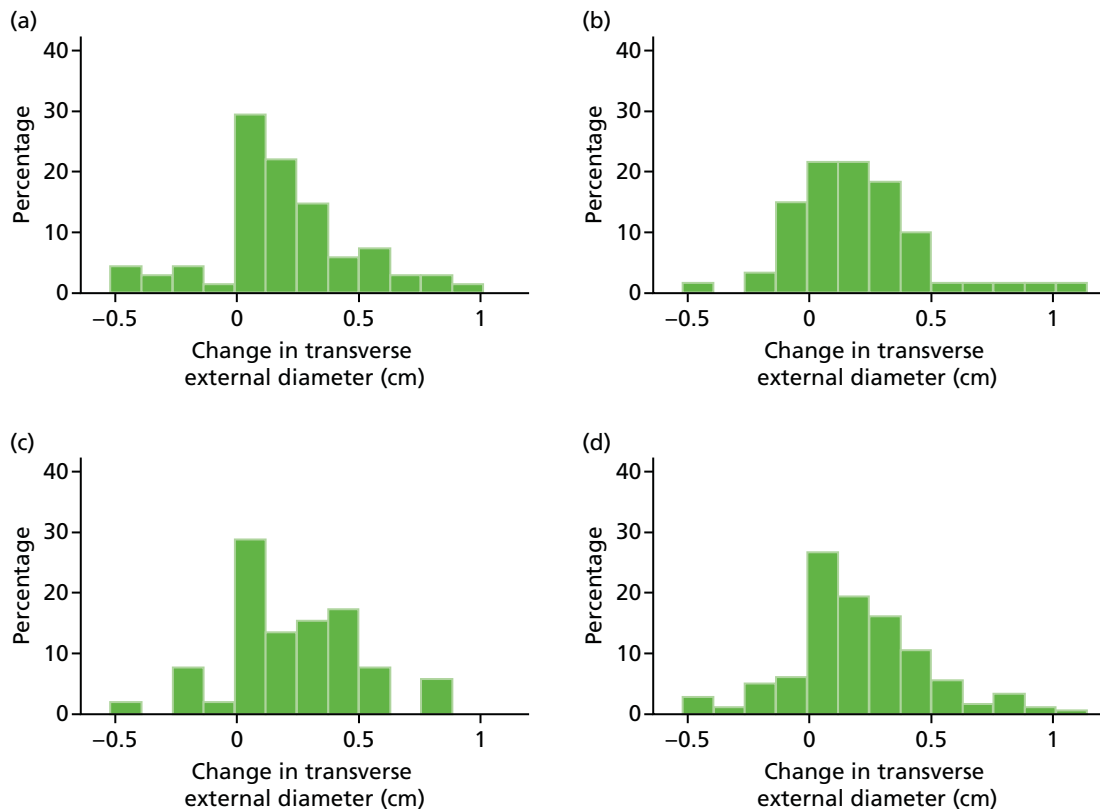 (a)
40
30
20
10
0
Percentage
−0.5 0 0.5 1
Change in transverse
external diameter (cm)
(b)
40
30
20
10
0
Percentage
−0.5 0 0.5 1
Change in transverse
external diameter (cm)
(c)
40
30
20
10
0
Percentage
−0.5 0 0.5 1
Change in transverse
external diameter (cm)
(d)
40
30
20
10
0
Percentage
−0.5 0 0.5 1
Change in transverse
external diameter (cm)